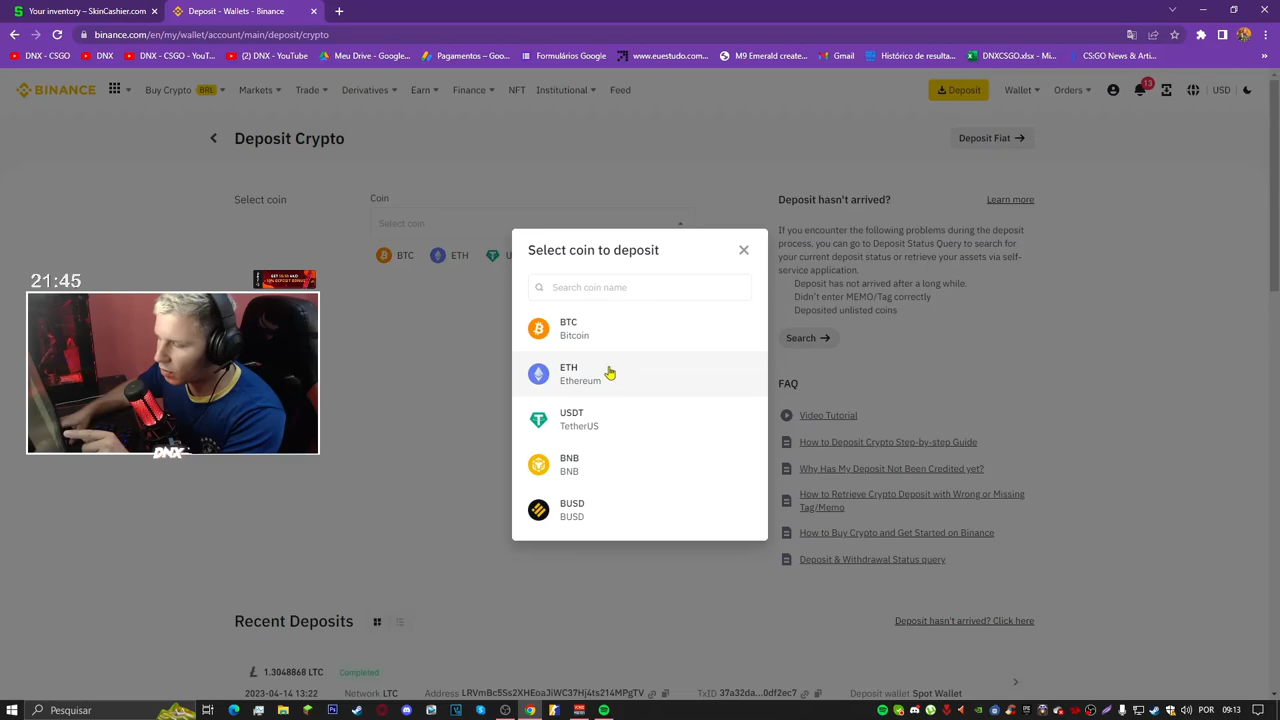 Your inventory – SkinCashier.com
Deposit - Wallets - Binance
binance.com/en/my/wallet/account/main/deposit/crypto
DNX - CSGO
DNX - YouTube
DNX - CSGO - YouTube
Meu Drive - Google...
Pagamentos – Goo...
Formulários Google
www.euestudo.com...
M9 Emerald create...
Gmail
Histórico de result...
DNXCSGO.xlsx - Mi...
CSGO News & Arti...
BINANCE
Buy Crypto
BRL
Markets
Trade
Derivatives
Earn
Finance
NFT
Institutional
Feed
Deposit
Wallet
Orders
13
USD
Deposit Crypto
Deposit Fiat
Select coin
Coin
Select coin
BTC
ETH
Deposit hasn't arrived?
Learn more
If you encounter the following problems during the deposit
process, you can go to Deposit Status Query to search for
your current deposit status or retrieve your assets via self-
service application.
Deposit has not arrived after a long while.
Didn't enter MEMO/Tag correctly
Deposited unlisted coins
Search
FAQ
Video Tutorial
How to Deposit Crypto Step-by-step Guide
Why Has My Deposit Not Been Credited yet?
How to Retrieve Crypto Deposit with Wrong or Missing
Tag/Memo
How to Buy Crypto and Get Started on Binance
Deposit & Withdrawal Status query
Select coin to deposit
Search coin name
BTC
Bitcoin
ETH
Ethereum
USDT
TetherUS
BNB
BNB
BUSD
BUSD
21:45
DNX
Recent Deposits
Deposit hasn't arrived? Click here
1.3048868 LTC
Completed
2023-04-14 13:22
Network LTC
Address LRVmBc5Ss2XHEoaJiWC37Hj4ts214MPgTV
TxID 37a32da...0df2ec7
Deposit wallet Spot Wallet
Pesquisar
POR
09:13